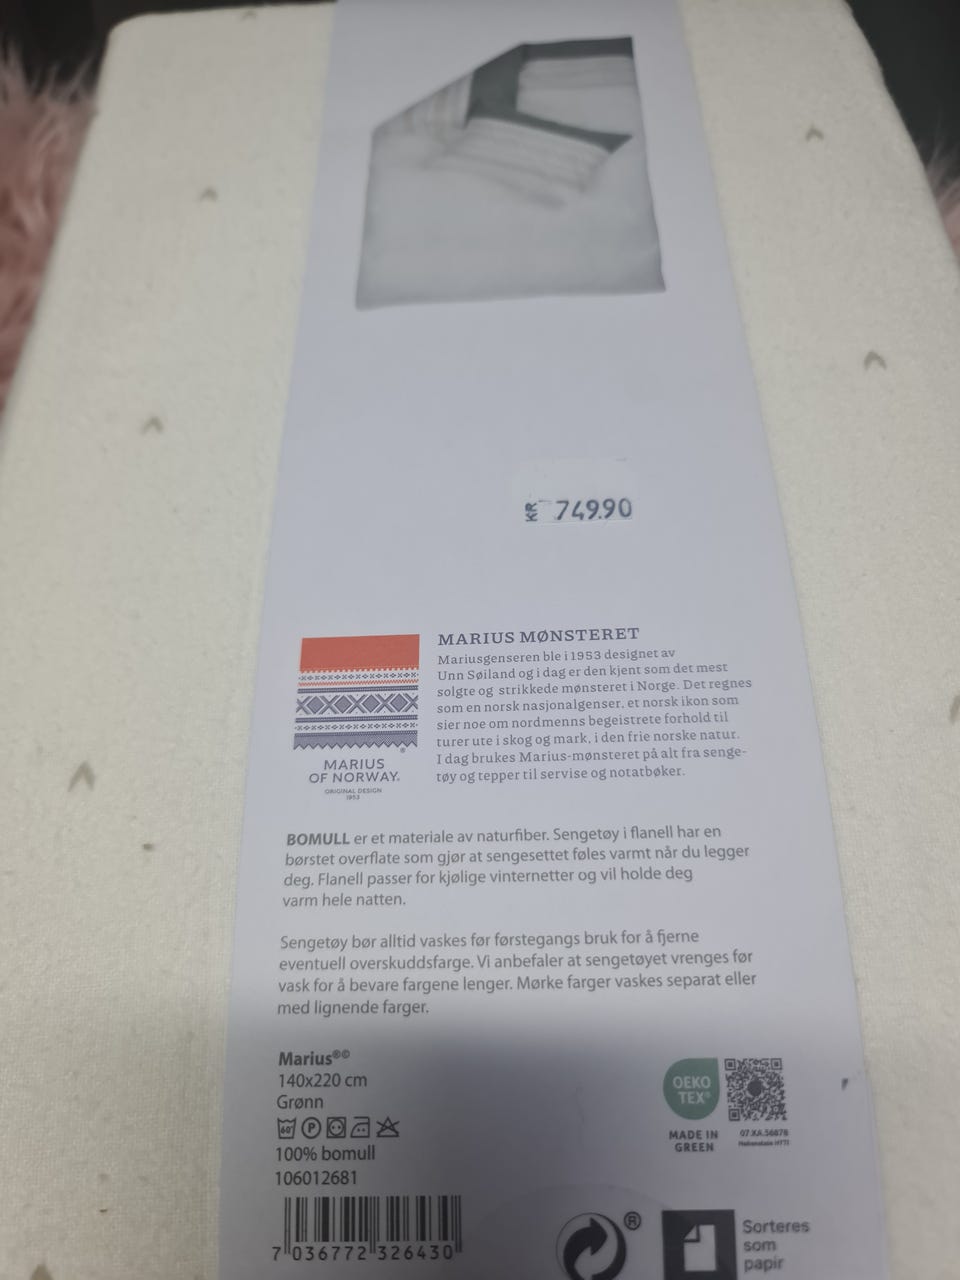 KR 749.90
MARIUS MØNSTERET
Mariusgenseren ble i 1953 designet av
Unn Søiland og i dag er den kjent som det mest
solgte og strikkede mønsteret i Norge. Det regnes
som en norsk nasjonalgenser, et norsk ikon som
sier noe om nordmenns begeistrete forhold til
turer ute i skog og mark, i den frie norske natur.
I dag brukes Marius-mønsteret på alt fra senge-
tøy og tepper til servise og notatbøker.
®
MARIUS
OF NORWAY.
ORIGINAL DESIGN
1953
BOMULL er et materiale av naturfiber. Sengetøy i flanell har en
børstet overflate som gjør at sengesettet føles varmt når du legger
deg. Flanell passer for kjølige vinternetter og vil holde deg
varm hele natten.
Sengetøy bør alltid vaskes før førstegangs bruk for å fjerne
eventuell overskuddsfarge. Vi anbefaler at sengetøyet vrenges før
vask for å bevare fargene lenger. Mørke farger vaskes separat eller
med lignende farger.
Marius®©
140x220 cm
Grønn
60° P
100% bomull
106012681
7 036772 326430
OEKO
TEX®
MADE IN
GREEN
07.XA.56878
Hohenstein HTTI
®
Sorteres
som
papir